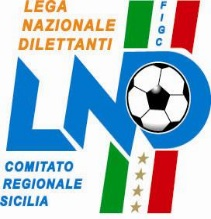 LEGA
NAZIONALE
DILETTANTI
FIGC
LND
COMITATO
REGIONALE
SICILIA